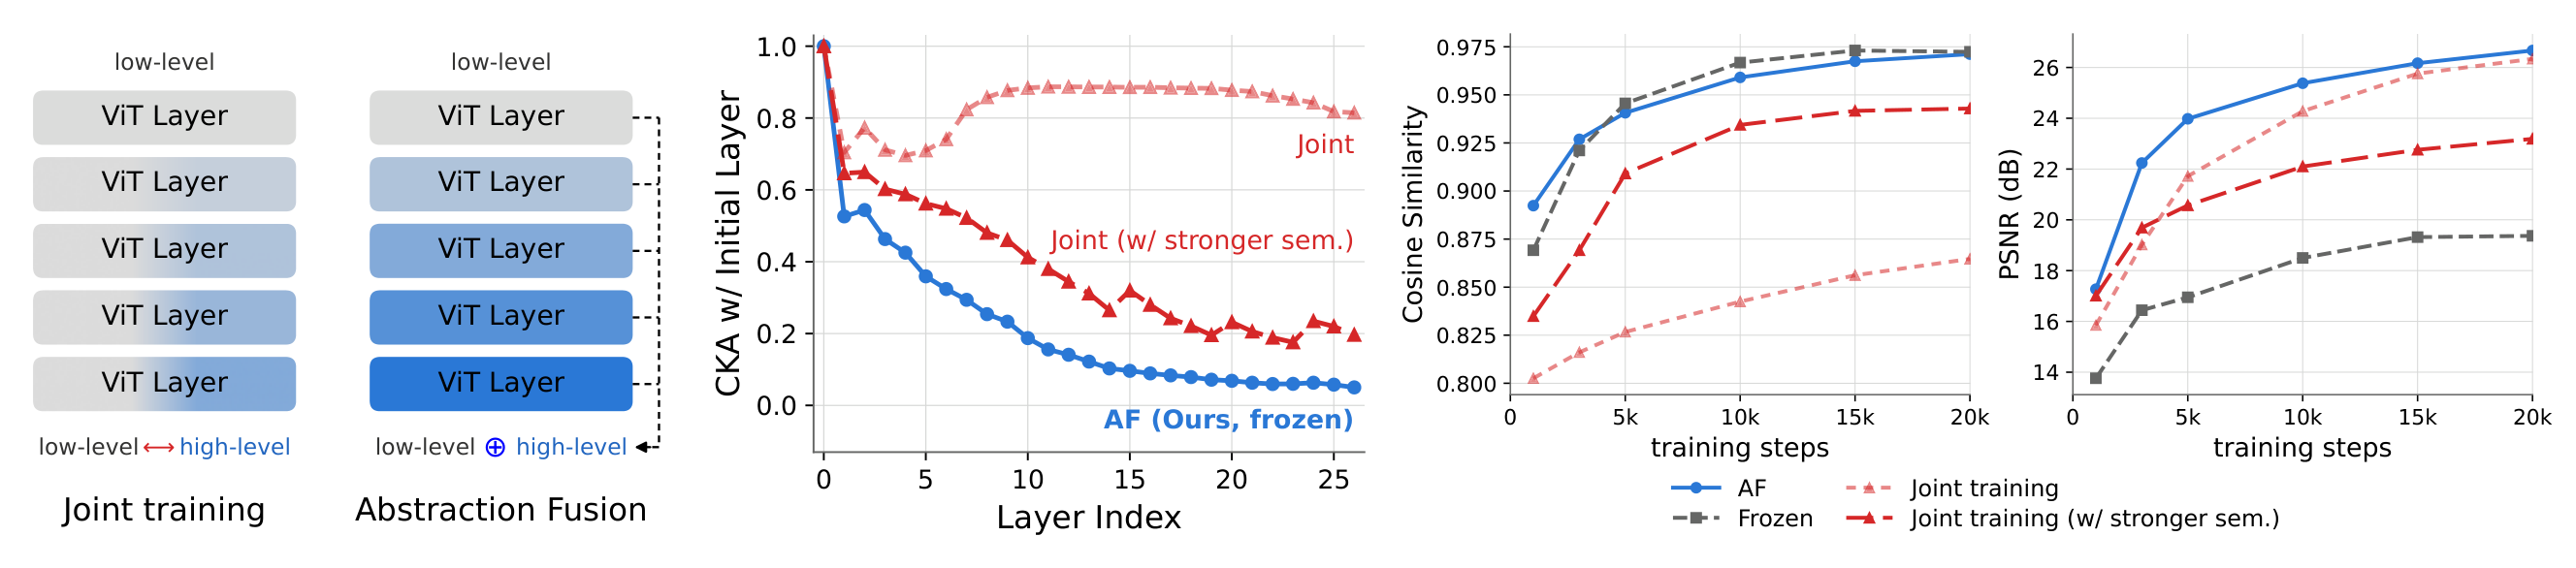 low-level
ViT Layer
ViT Layer
ViT Layer
ViT Layer
ViT Layer
low-level ↔ high-level
Joint training
low-level
ViT Layer
ViT Layer
ViT Layer
ViT Layer
ViT Layer
low-level ⊕ high-level
Abstraction Fusion
CKA w/ Initial Layer
1.0
0.8
0.6
0.4
0.2
0.0
Joint
Joint (w/ stronger sem.)
AF (Ours, frozen)
0 5 10 15 20 25
Layer Index
Cosine Similarity
0.975
0.950
0.925
0.900
0.875
0.850
0.825
0.800
0 5k 10k 15k 20k
training steps
PSNR (dB)
26
24
22
20
18
16
14
0 5k 10k 15k 20k
training steps
AF
Frozen
Joint training
Joint training (w/ stronger sem.)